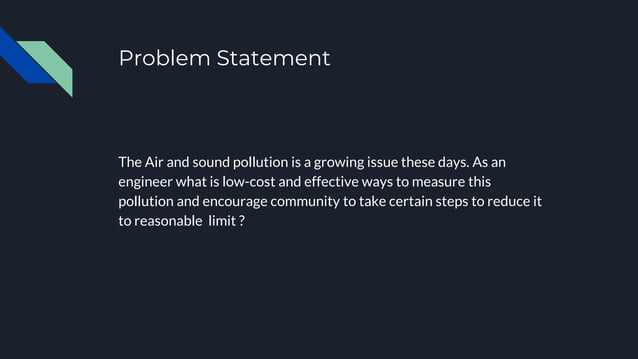 Problem Statement
The Air and sound pollution is a growing issue these days. As an
engineer what is low-cost and effective ways to measure this
pollution and encourage community to take certain steps to reduce it
to reasonable  limit ?